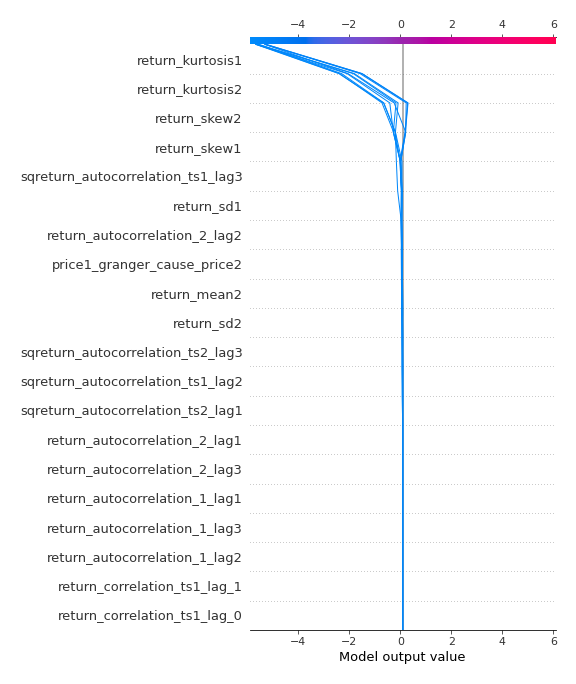 −4 −2 0 2 4 6
return_kurtosis1
return_kurtosis2
return_skew2
return_skew1
sqreturn_autocorrelation_ts1_lag3
return_sd1
return_autocorrelation_2_lag2
price1_granger_cause_price2
return_mean2
return_sd2
sqreturn_autocorrelation_ts2_lag3
sqreturn_autocorrelation_ts1_lag2
sqreturn_autocorrelation_ts2_lag1
return_autocorrelation_2_lag1
return_autocorrelation_2_lag3
return_autocorrelation_1_lag1
return_autocorrelation_1_lag3
return_autocorrelation_1_lag2
return_correlation_ts1_lag_1
return_correlation_ts1_lag_0
−4 −2 0 2 4 6
Model output value